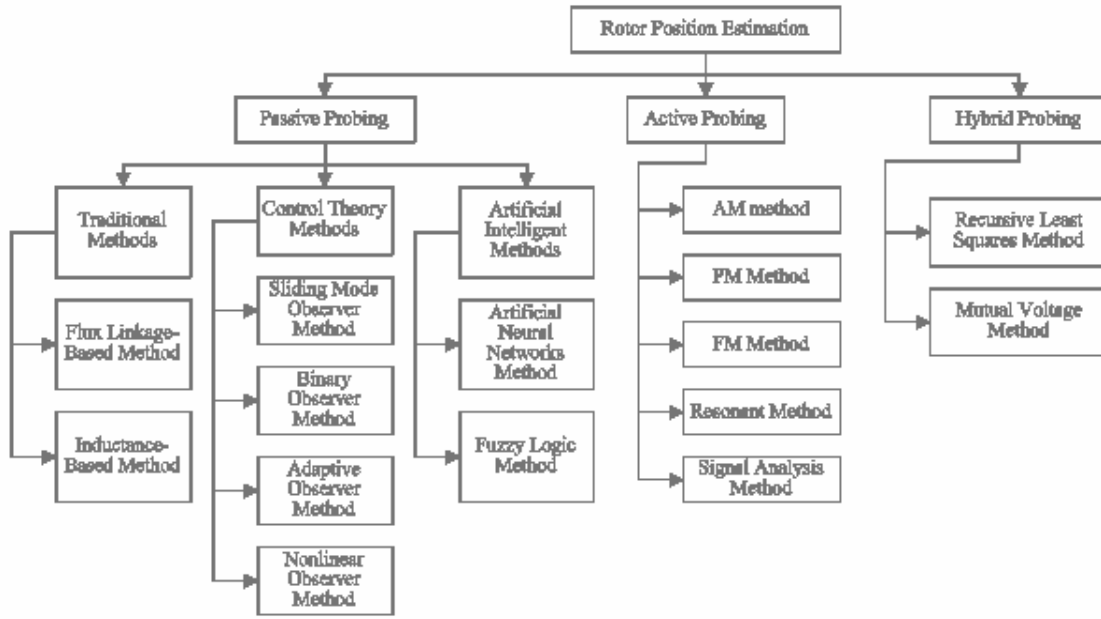 Rotor Position Estimation
Passive Probing
Active Probing
Hybrid Probing
Traditional
Methods
Control Theory
Methods
Artificial
Intelligent
Methods
Flux Linkage-
Based Method
Inductance-
Based Method
Sliding Mode
Observer
Method
Binary
Observer
Method
Adaptive
Observer
Method
Nonlinear
Observer
Method
Artificial
Neural
Networks
Method
Fuzzy Logic
Method
AM method
PM Method
FM Method
Resonant Method
Signal Analysis
Method
Recursive Least
Squares Method
Mutual Voltage
Method